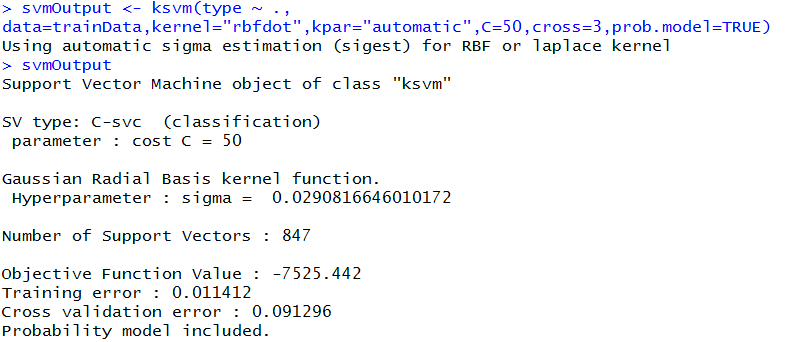 > svmOutput <- ksvm(type ~ .,
data=trainData,kernel="rbfdot",kpar="automatic",C=50,cross=3,prob.model=TRUE)
Using automatic sigma estimation (sigest) for RBF or laplace kernel
> svmOutput
Support Vector Machine object of class "ksvm"
SV type: C-svc  (classification)
 parameter : cost C = 50
Gaussian Radial Basis kernel function.
 Hyperparameter : sigma =  0.0290816646010172
Number of Support Vectors : 847
Objective Function Value : -7525.442
Training error : 0.011412
Cross validation error : 0.091296
Probability model included.